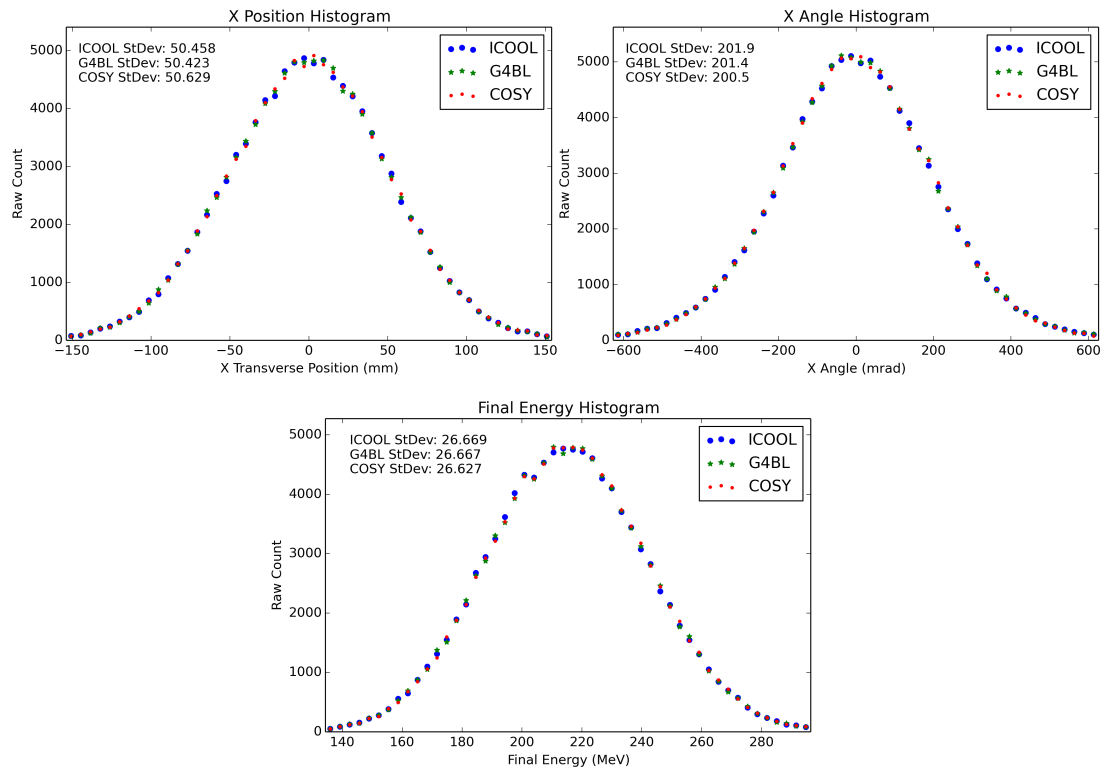 X Position Histogram
ICOOL StDev: 50.458
G4BL StDev: 50.423
COSY StDev: 50.629
ICOOL
G4BL
COSY
Raw Count
5000
4000
3000
2000
1000
0
−150 −100 −50 0 50 100 150
X Transverse Position (mm)
X Angle Histogram
ICOOL StDev: 201.9
G4BL StDev: 201.4
COSY StDev: 200.5
ICOOL
G4BL
COSY
Raw Count
5000
4000
3000
2000
1000
0
−600 −400 −200 0 200 400 600
X Angle (mrad)
Final Energy Histogram
ICOOL StDev: 26.669
G4BL StDev: 26.667
COSY StDev: 26.627
ICOOL
G4BL
COSY
Raw Count
5000
4000
3000
2000
1000
0
140 160 180 200 220 240 260 280
Final Energy (MeV)